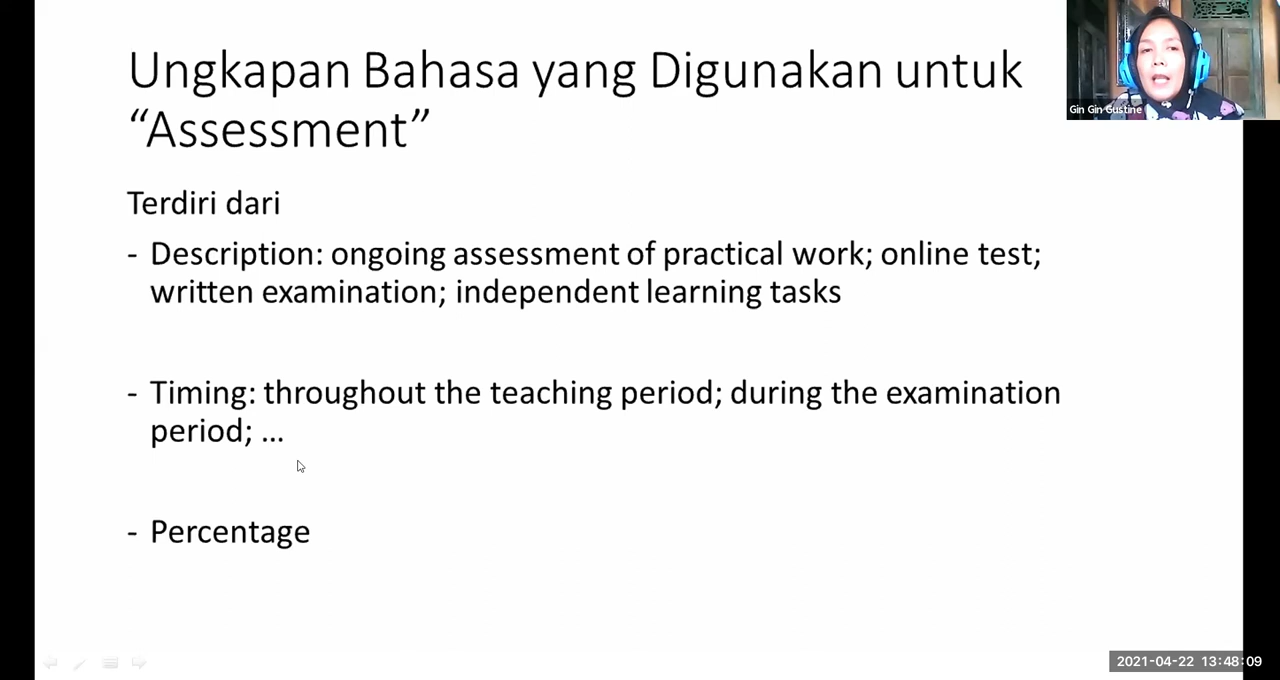 Ungkapan Bahasa yang Digunakan untuk
“Assessment”
Gin Gin Gustine
Terdiri dari
- Description: ongoing assessment of practical work; online test;
written examination; independent learning tasks
- Timing: throughout the teaching period; during the examination
period; ...
- Percentage
2021-04-22 13:48:09